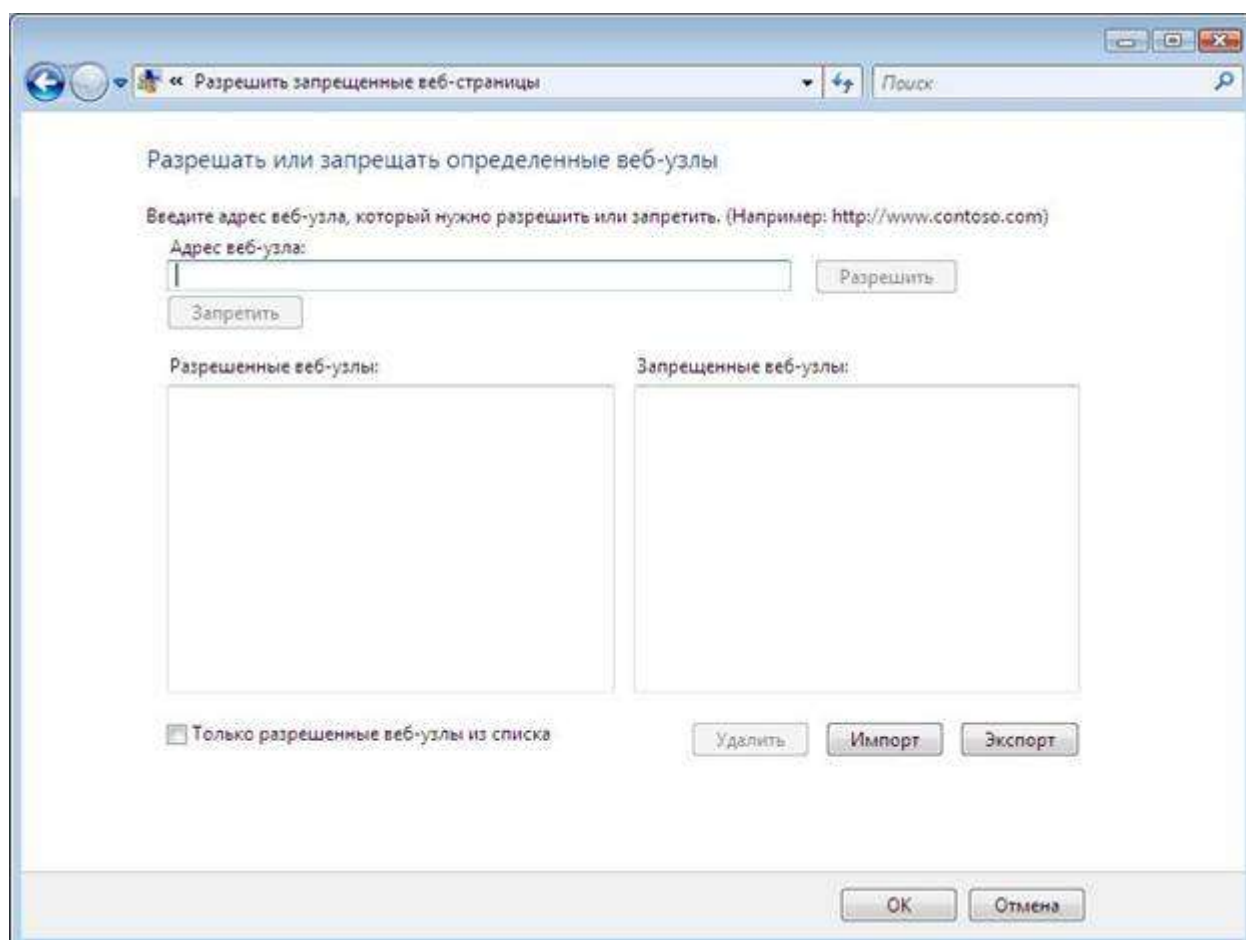 « Разрешить запрещенные веб-страницы
Поиск
Разрешать или запрещать определенные веб-узлы
Введите адрес веб-узла, который нужно разрешить или запретить. (Например: http://www.contoso.com)
Адрес веб-узла:
Разрешить
Запретить
Разрешенные веб-узлы: Запрещенные веб-узлы:
Только разрешенные веб-узлы из списка
Удалить Импорт Экспорт
ОК Отмена